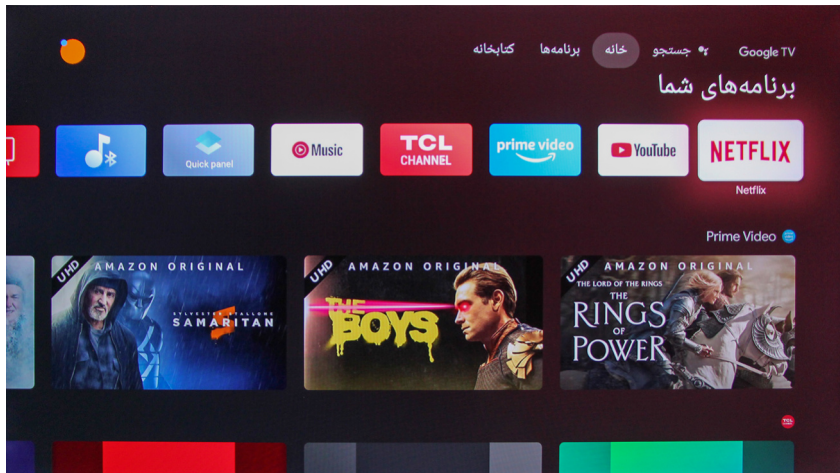 Google TV جستجو خانه برنامه‌ها کتابخانه
برنامه‌های شما
NETFLIX
YouTube
prime video
TCL
CHANNEL
Music
Quick panel
Netflix
Prime Video
UHD
AMAZON ORIGINAL
THE LORD OF THE RINGS
THE
RINGS
OF
POWER
UHD
AMAZON ORIGINAL
THE
BOYS
UHD
AMAZON ORIGINAL
SYLVESTER STALLONE
SAMARITAN
TCL